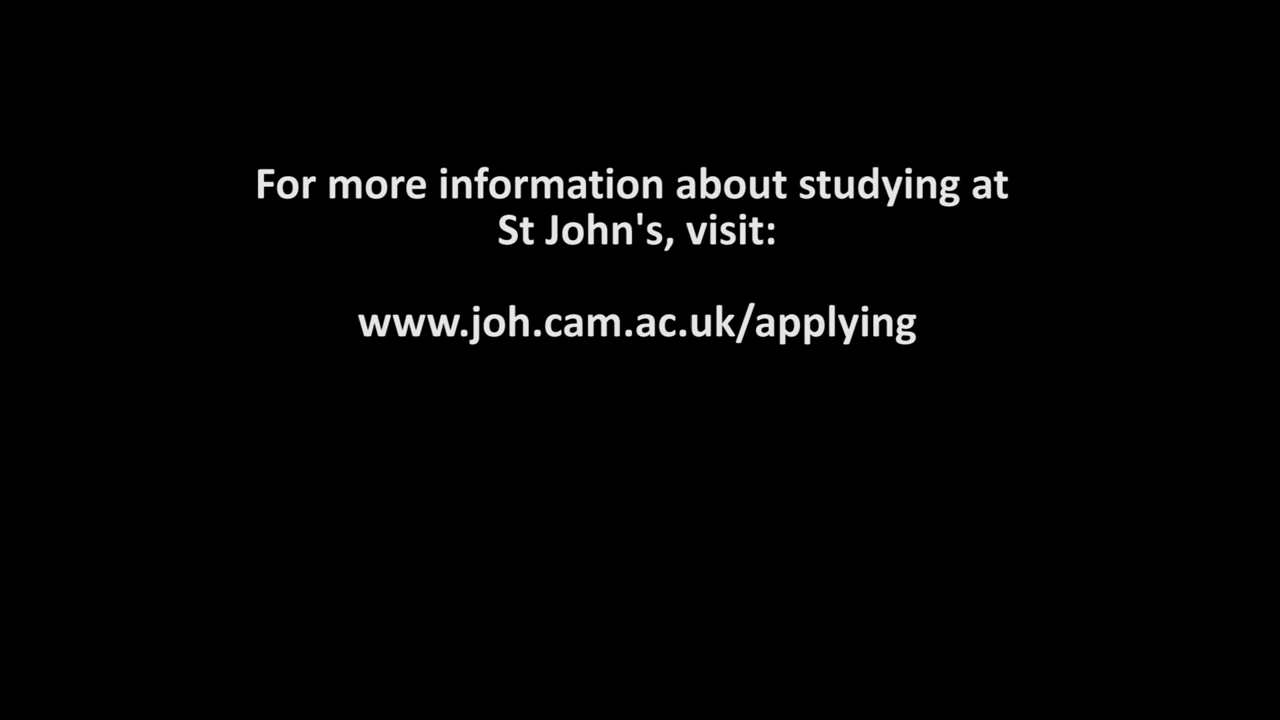 For more information about studying at
St John's, visit:
www.joh.cam.ac.uk/applying